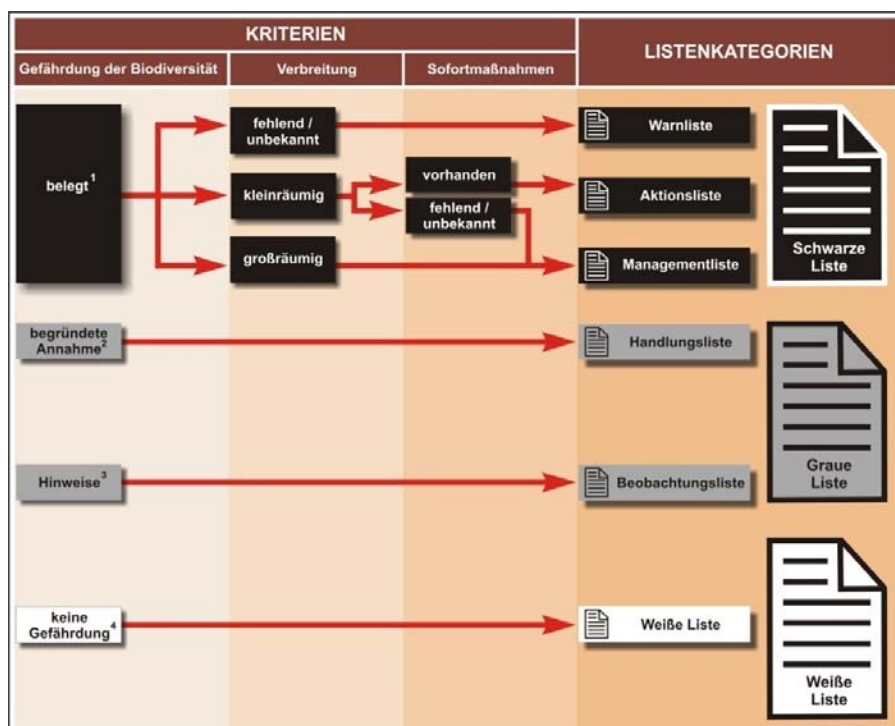 KRITERIEN
LISTENKATEGORIEN
Gefährdung der Biodiversität
Verbreitung
Sofortmaßnahmen
belegt¹
fehlend /
unbekannt
Warnliste
kleinräumig
vorhanden
Aktionsliste
fehlend /
unbekannt
großräumig
Managementliste
Schwarze
Liste
begründete
Annahme²
Handlungsliste
Hinweise³
Beobachtungsliste
Graue
Liste
keine
Gefährdung⁴
Weiße Liste
Weiße
Liste